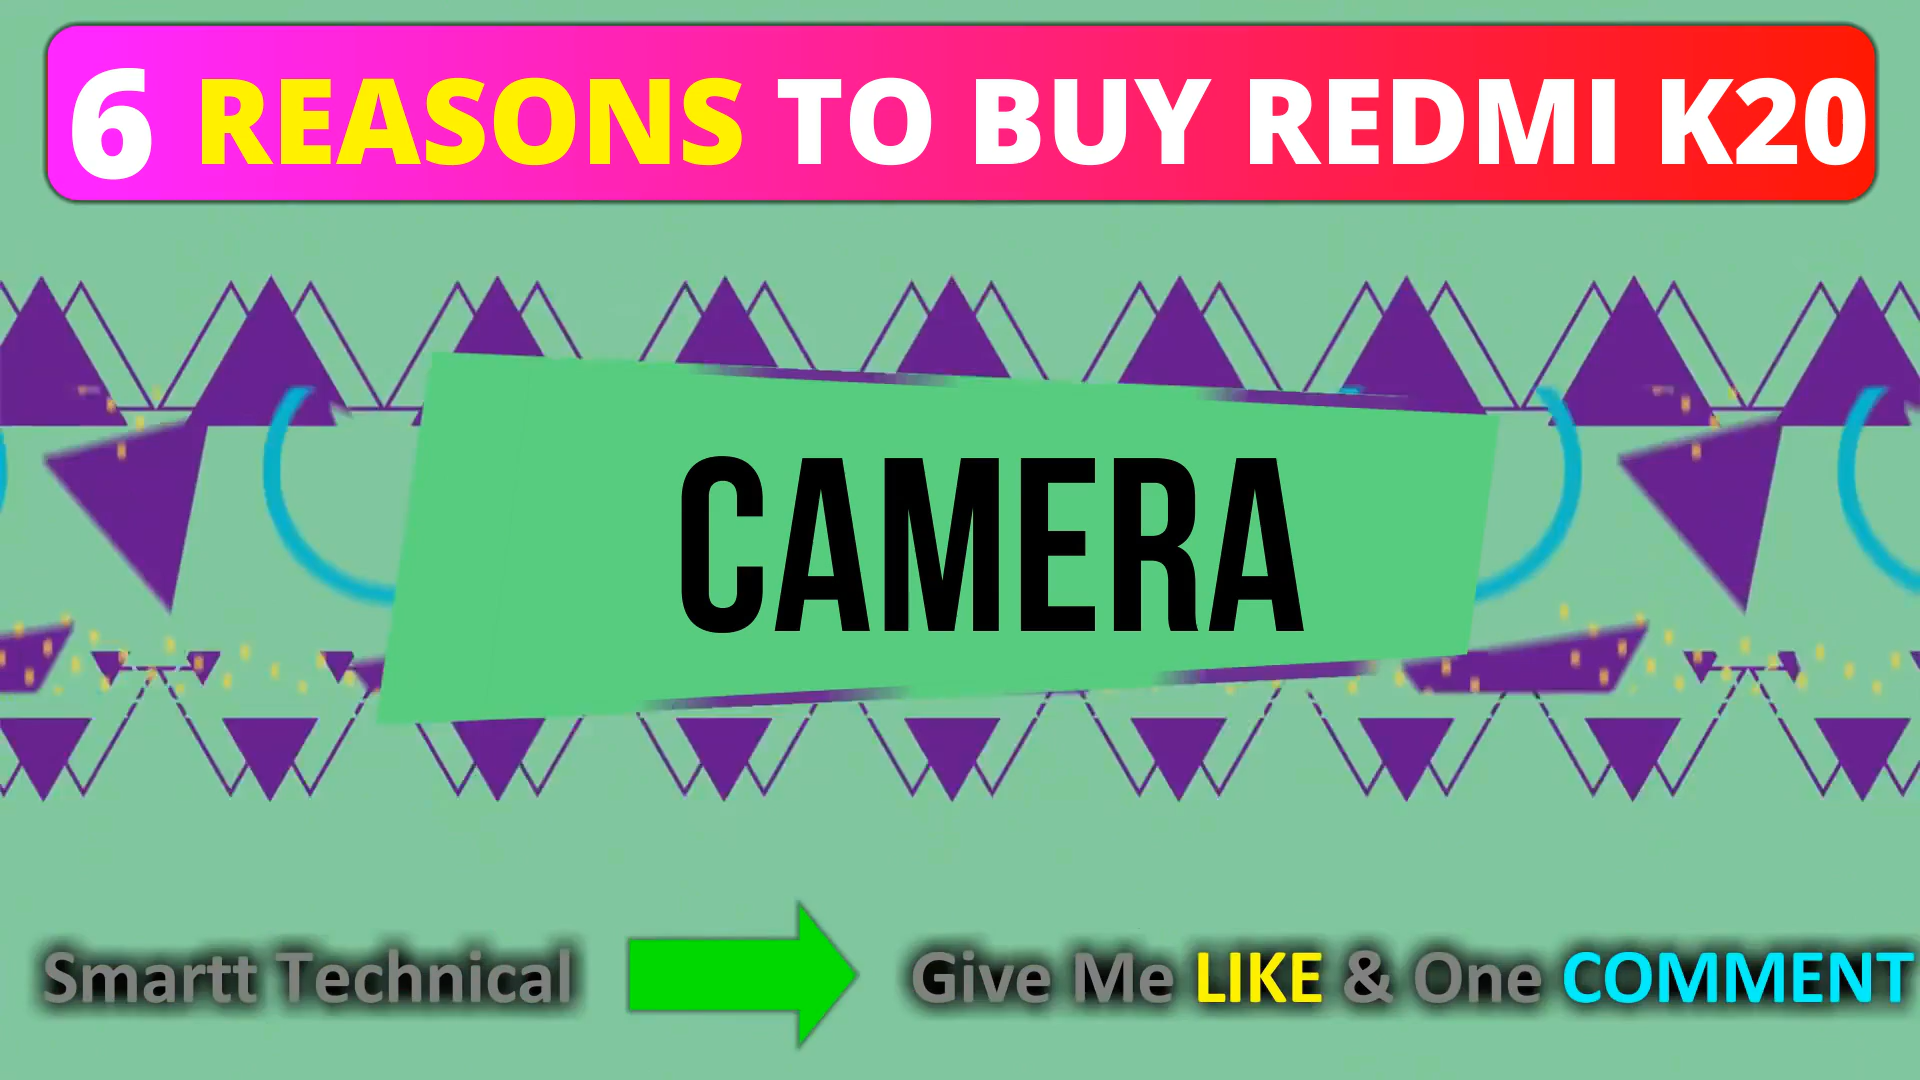 6 REASONS TO BUY REDMI K20
CAMERA
Smartt Technical
Give Me LIKE & One COMMENT